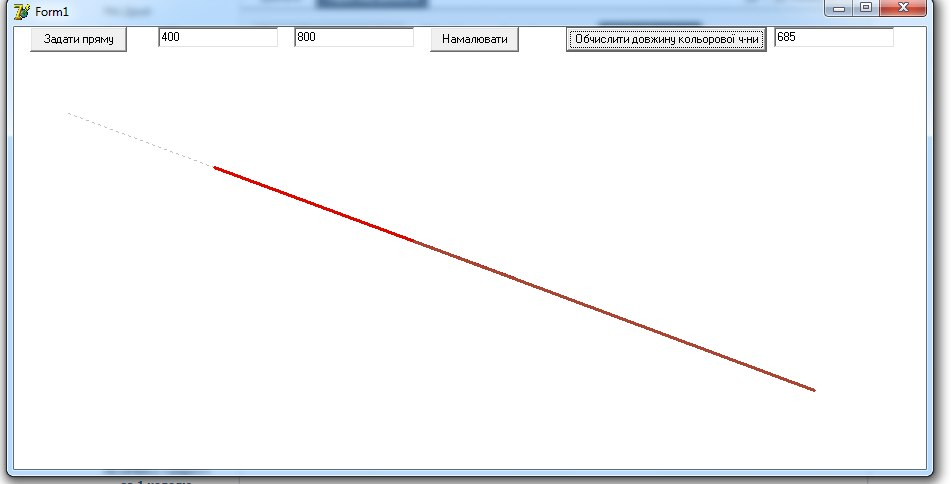 Form1
Задати пряму 400 800 Намалювати Обчислити довжину кольорової ч-ни 685